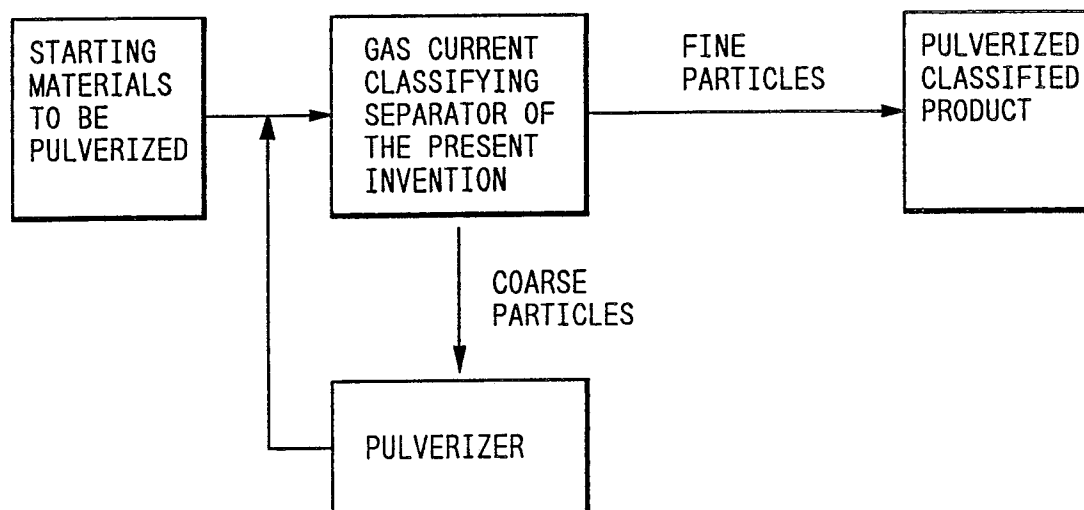 STARTING
MATERIALS
TO BE
PULVERIZED
GAS CURRENT
CLASSIFYING
SEPARATOR OF
THE PRESENT
INVENTION
FINE
PARTICLES
PULVERIZED
CLASSIFIED
PRODUCT
COARSE
PARTICLES
PULVERIZER